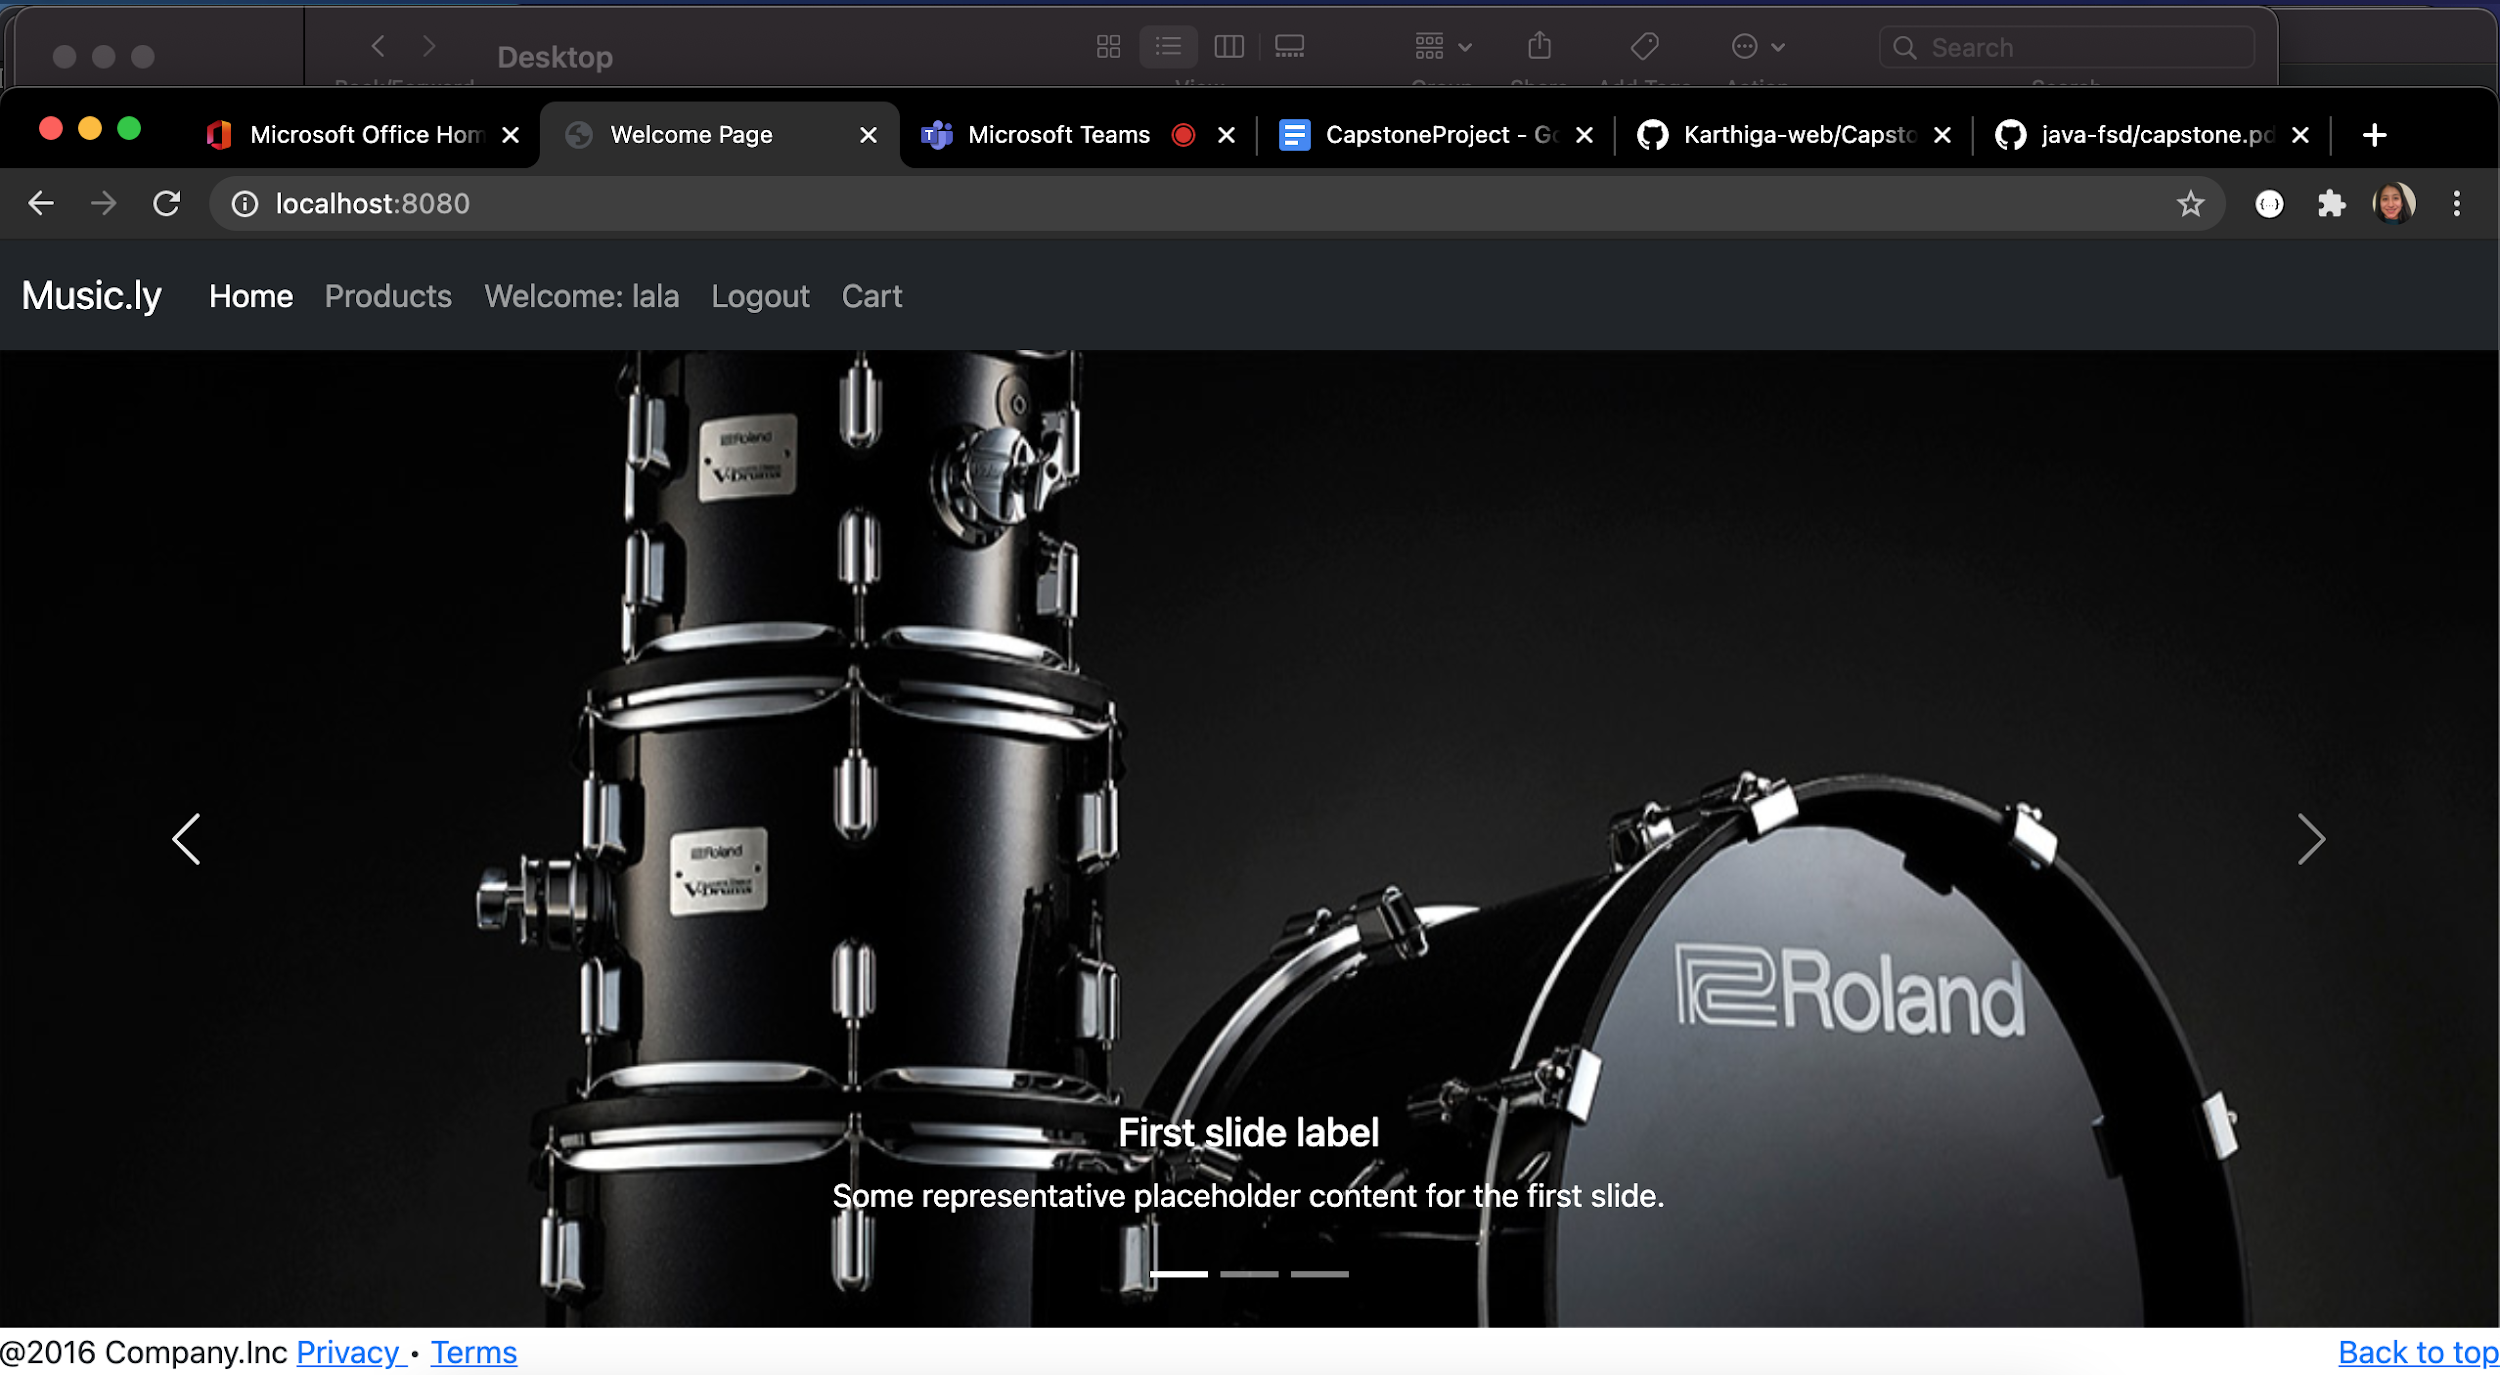 Desktop
Search
Microsoft Office Hom
Welcome Page
Microsoft Teams
CapstoneProject - Go
Karthiga-web/Capsto
java-fsd/capstone.pd
localhost:8080
Music.ly Home Products Welcome: lala Logout Cart
Roland
V-Drums
Roland
V-Drums
Roland
First slide label
Some representative placeholder content for the first slide.
@2016 Company.Inc Privacy • Terms
Back to top